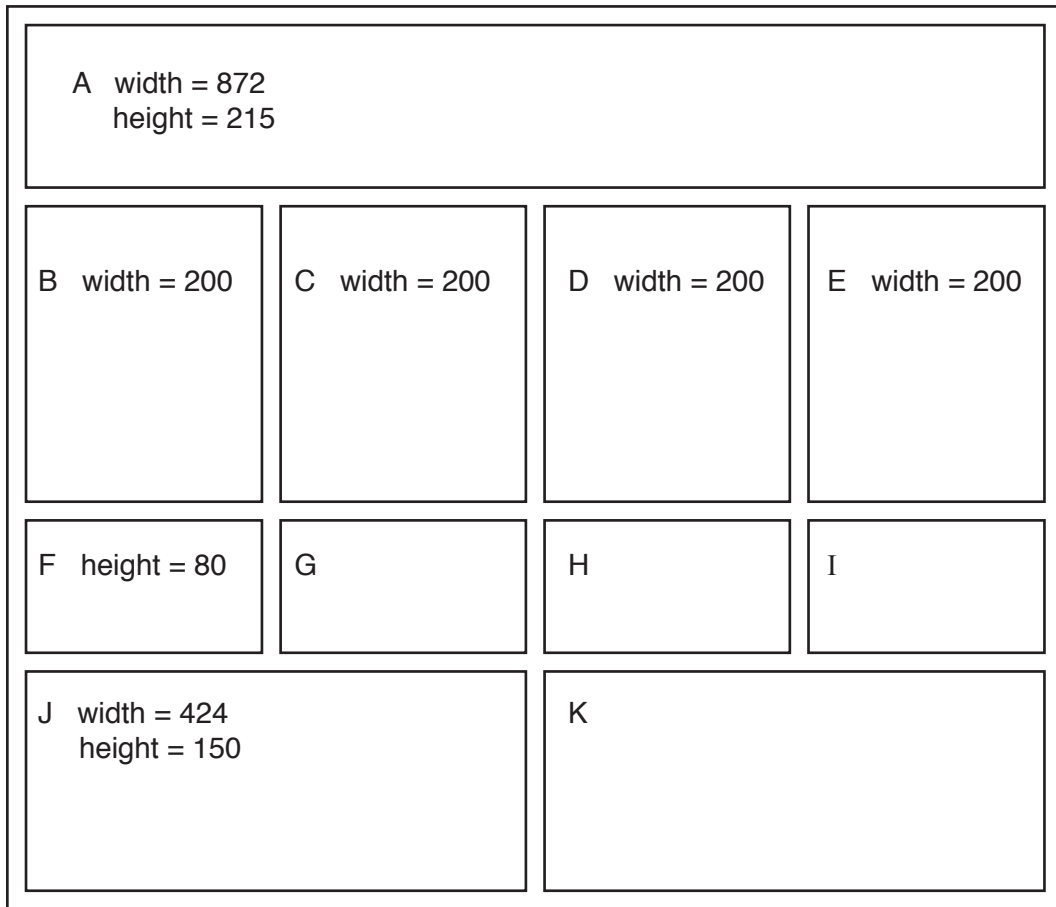 A width = 872
height = 215
B width = 200
C width = 200
D width = 200
E width = 200
F height = 80
G
H
I
J width = 424
height = 150
K